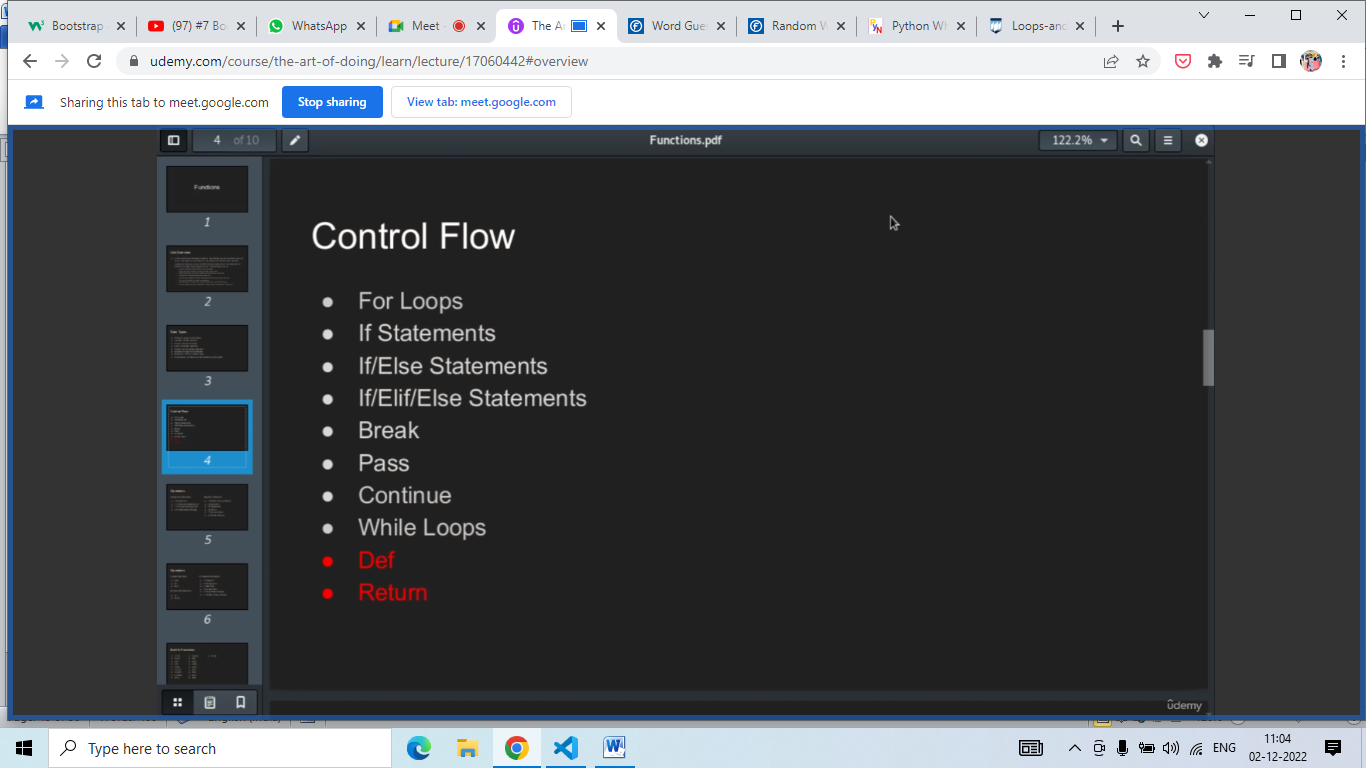 Bootstrap
(97) #7 Bo
WhatsApp
Meet -
The Ar
Word Gues
Random W
Python Wh
Loops-and
udemy.com/course/the-art-of-doing/learn/lecture/17060442#overview
Sharing this tab to meet.google.com
Stop sharing
View tab: meet.google.com
4 of 10
Functions.pdf
122.2%
Functions
1
2
3
4
5
6
Control Flow
● For Loops
● If Statements
● If/Else Statements
● If/Elif/Else Statements
● Break
● Pass
● Continue
● While Loops
● Def
● Return
ûdemy
Type here to search
ENG
11:04
02-12-2022